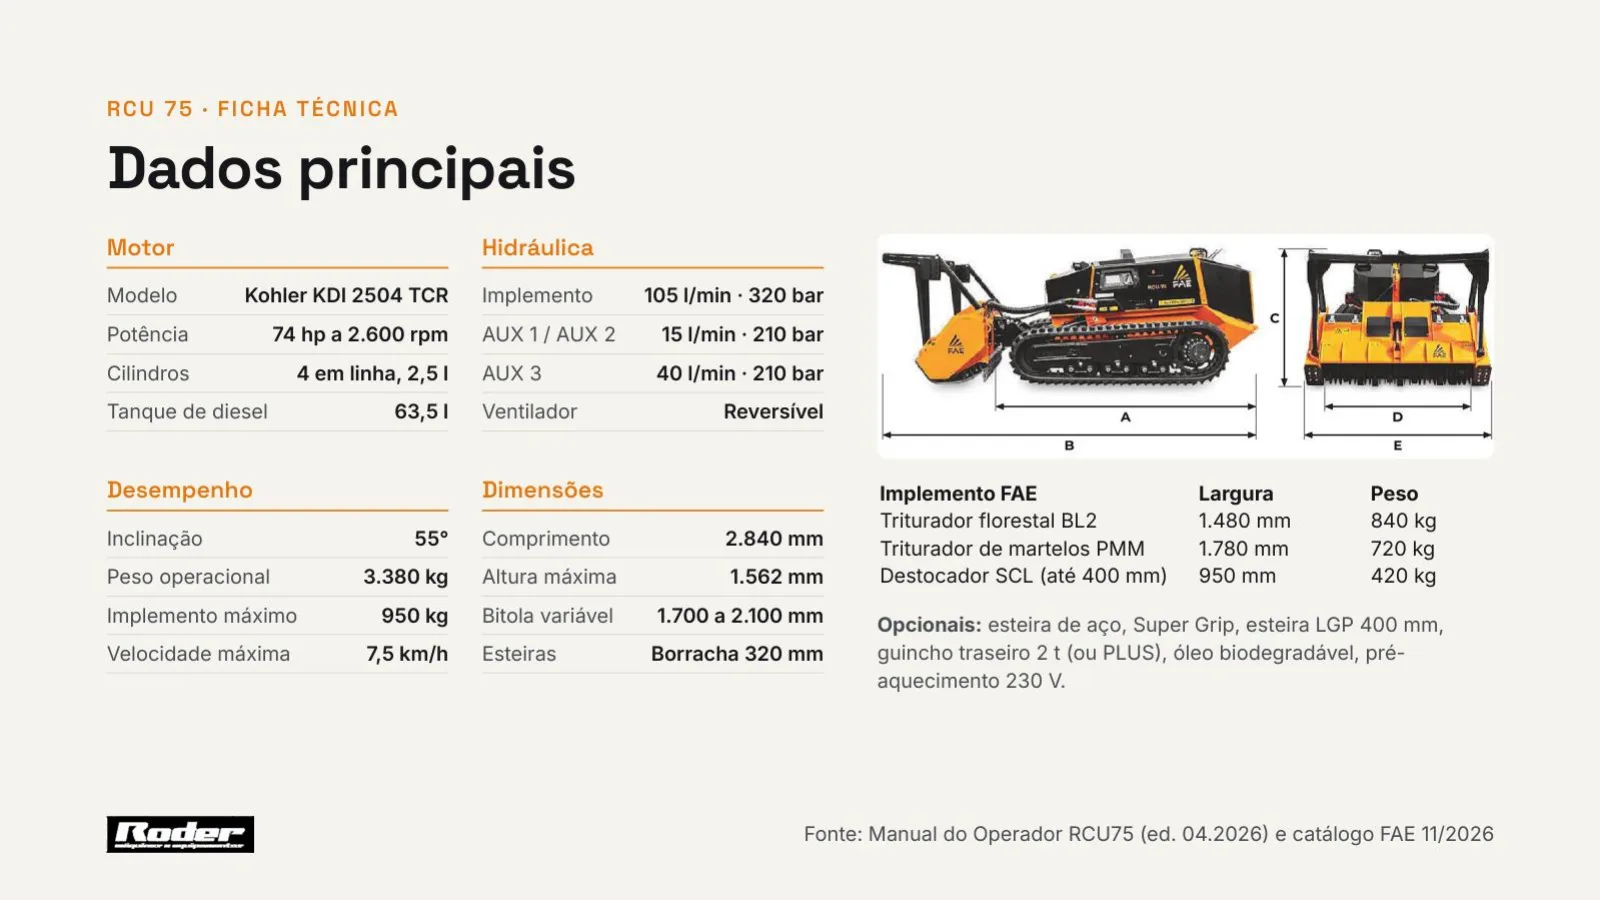 RCU 75 · FICHA TÉCNICA
Dados principais
Motor
Modelo Kohler KDI 2504 TCR
Potência 74 hp a 2.600 rpm
Cilindros 4 em linha, 2,5 l
Tanque de diesel 63,5 l
Hidráulica
Implemento 105 l/min · 320 bar
AUX 1 / AUX 2 15 l/min · 210 bar
AUX 3 40 l/min · 210 bar
Ventilador Reversível
Desempenho
Inclinação 55°
Peso operacional 3.380 kg
Implemento máximo 950 kg
Velocidade máxima 7,5 km/h
Dimensões
Comprimento 2.840 mm
Altura máxima 1.562 mm
Bitola variável 1.700 a 2.100 mm
Esteiras Borracha 320 mm
FAE
RCU 75
FAE
FAE
A
B
C
D
E
Implemento FAE Largura Peso
Triturador florestal BL2 1.480 mm 840 kg
Triturador de martelos PMM 1.780 mm 720 kg
Destocador SCL (até 400 mm) 950 mm 420 kg
Opcionais: esteira de aço, Super Grip, esteira LGP 400 mm,
guincho traseiro 2 t (ou PLUS), óleo biodegradável, pré-
aquecimento 230 V.
Roder
máquinas e equipamentos
Fonte: Manual do Operador RCU75 (ed. 04.2026) e catálogo FAE 11/2026